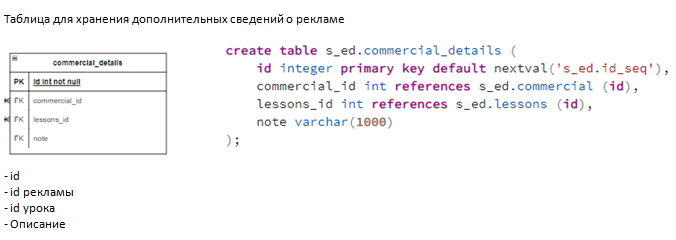 Таблица для хранения дополнительных сведений о рекламе
commercial_details
PK id int not null
FK commercial_id
FK lessons_id
FK note
create table s_ed.commercial_details (
id integer primary key default nextval('s_ed.id_seq'),
commercial_id int references s_ed.commercial (id),
lessons_id int references s_ed.lessons (id),
note varchar(1000)
);
- id
- id рекламы
- id урока
- Описание